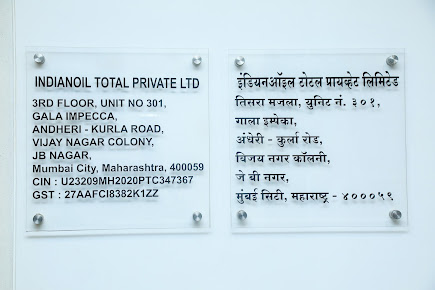 INDIANOIL TOTAL PRIVATE LTD
3RD FLOOR, UNIT NO 301,
GALA IMPECCA,
ANDHERI - KURLA ROAD,
VIJAY NAGAR COLONY,
JB NAGAR,
Mumbai City, Maharashtra, 400059
CIN : U23209MH2020PTC347367
GST : 27AAFCI8382K1ZZ
इंडियनऑइल टोटल प्रायव्हेट लिमिटेड
तिसरा मजला, युनिट नं. ३०१,
गाला इम्पेका,
अंधेरी - कुर्ला रोड,
विजय नगर कॉलनी,
जे बी नगर,
मुंबई सिटी, महाराष्ट्र - ४०००५९